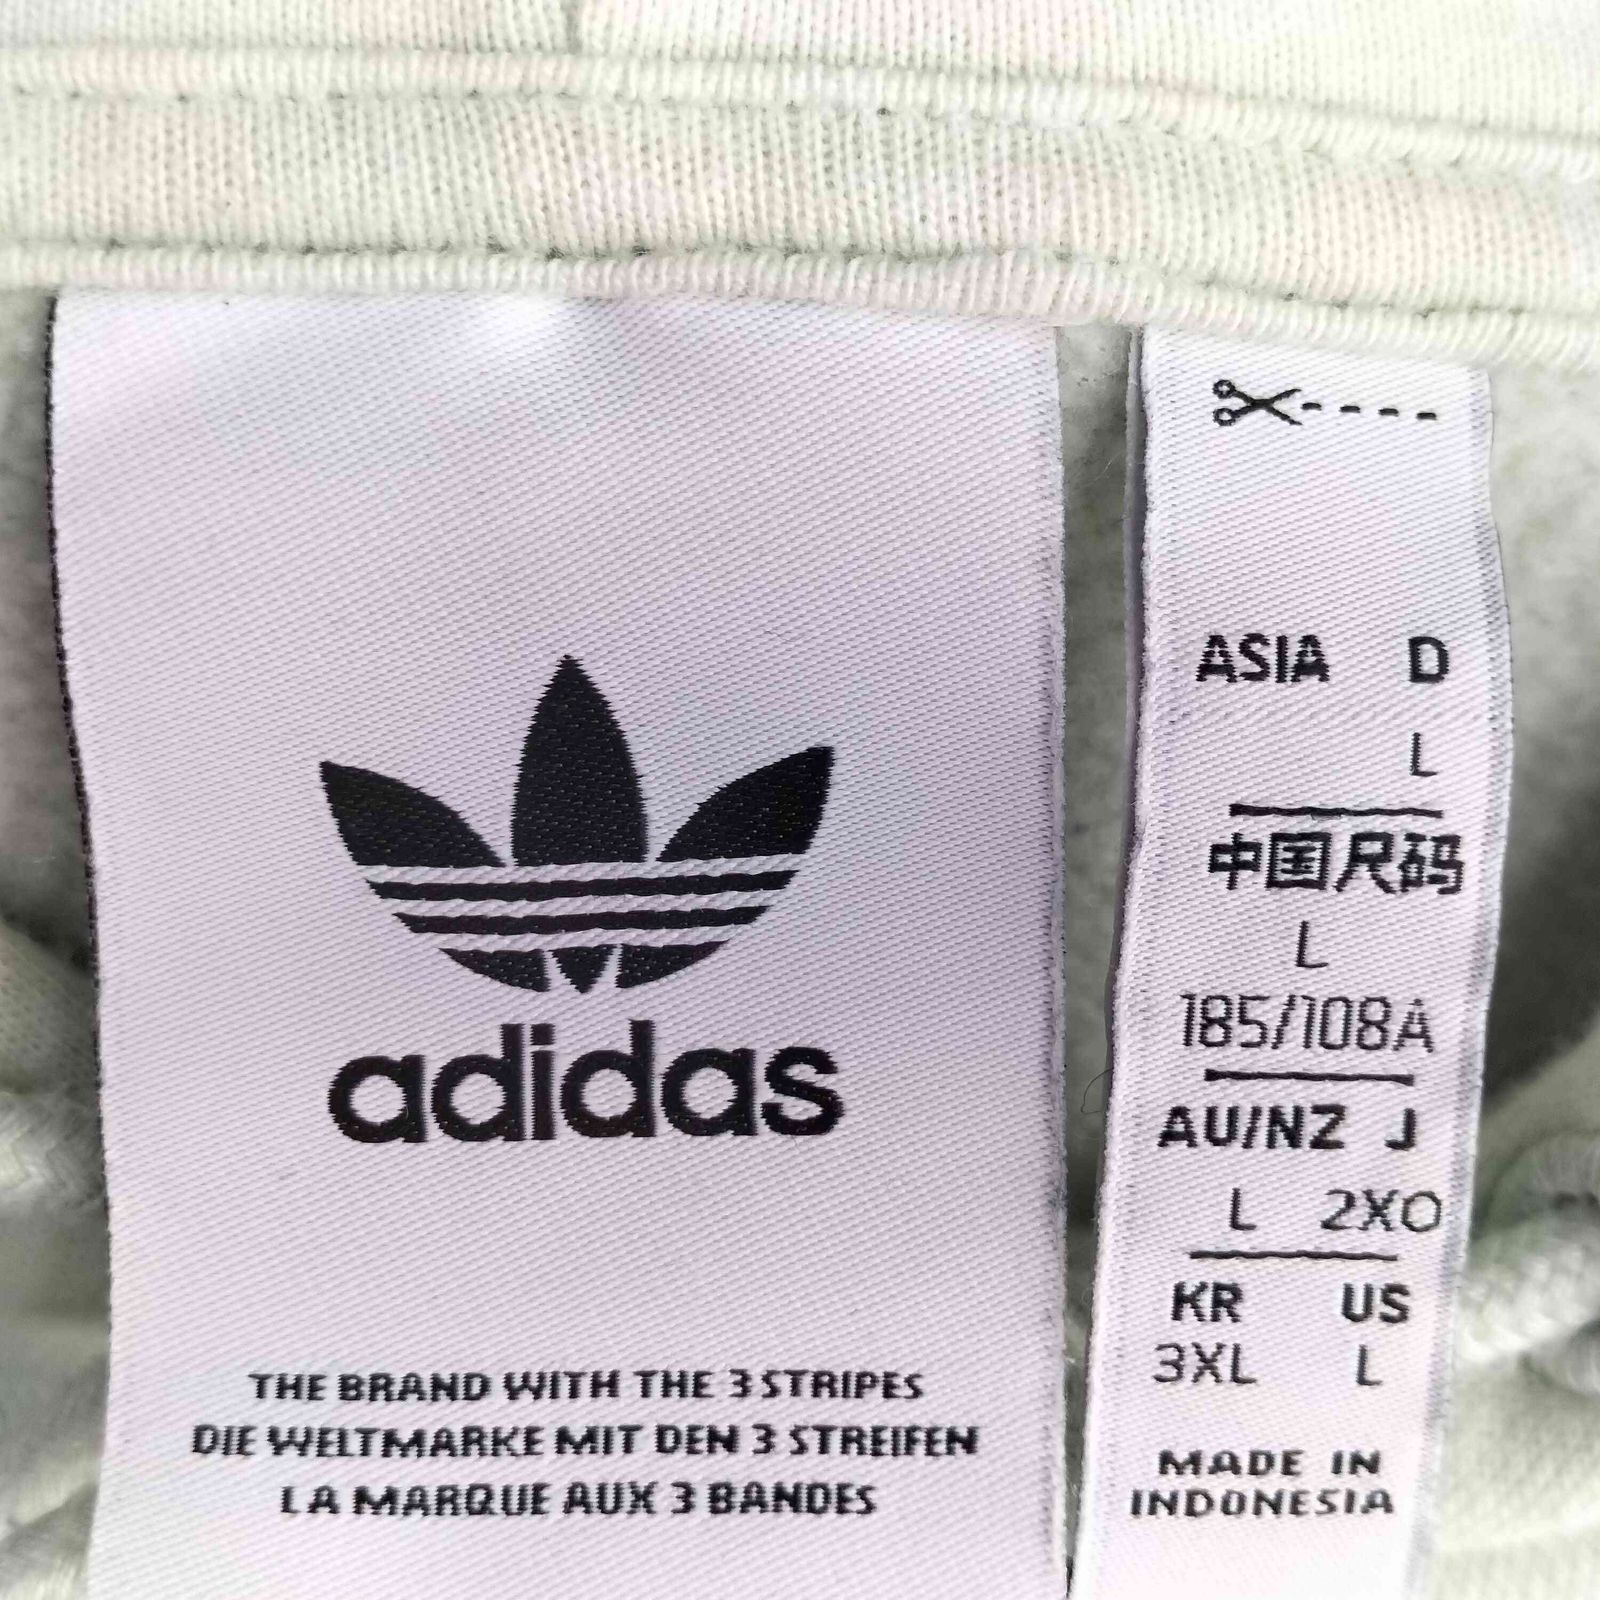 adidas
THE BRAND WITH THE 3 STRIPES
DIE WELTMARKE MIT DEN 3 STREIFEN
LA MARQUE AUX 3 BANDES
ASIA D
L
中国尺码
L
185/108A
AU/NZ J
L 2XO
KR US
3XL L
MADE IN
INDONESIA